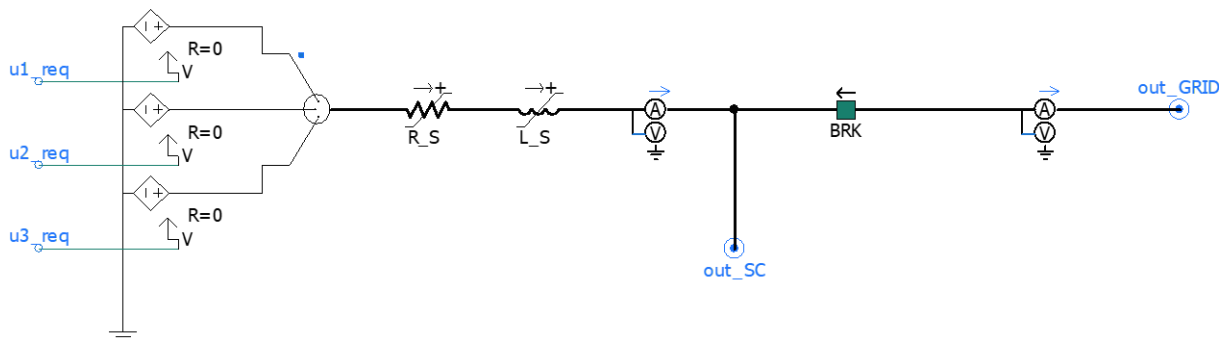 out_GRID
R=0
u1_req
V
A
A
R_S
L_S
BRK
V
V
R=0
u2_req
V
R=0
u3_req
V
out_SC